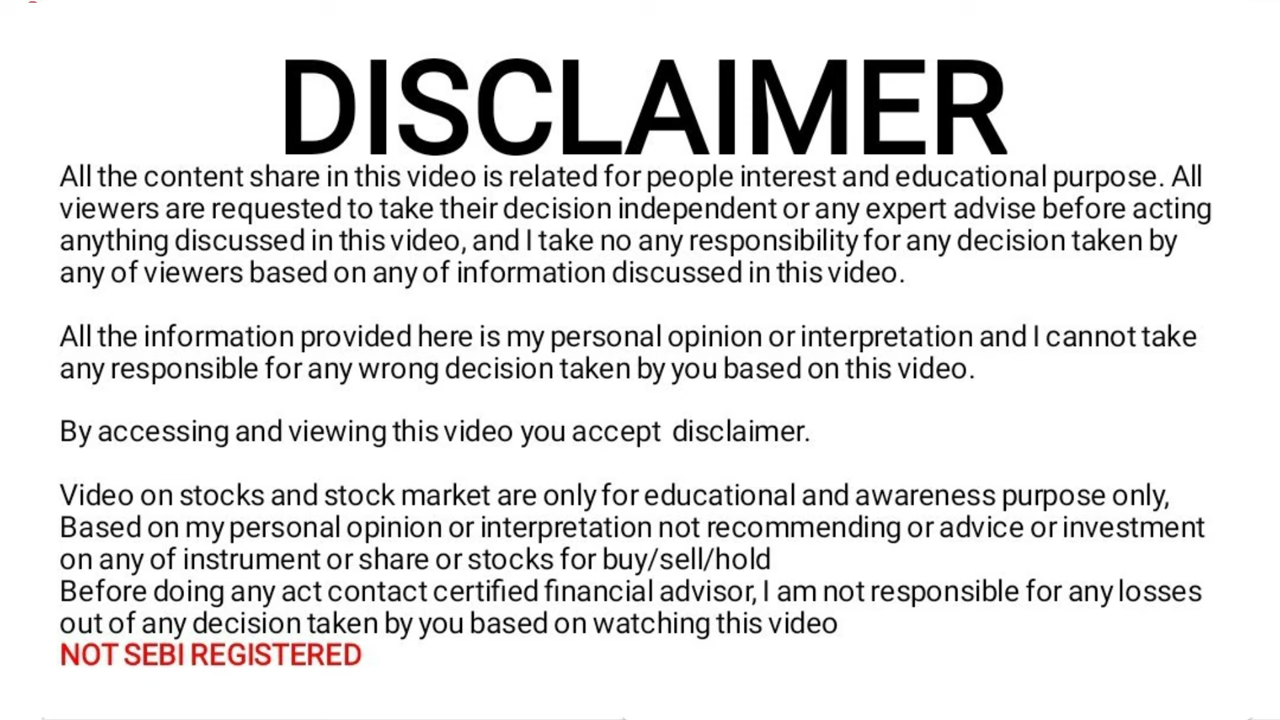 DISCLAIMER
All the content share in this video is related for people interest and educational purpose. All
viewers are requested to take their decision independent or any expert advise before acting
anything discussed in this video, and I take no any responsibility for any decision taken by
any of viewers based on any of information discussed in this video.
All the information provided here is my personal opinion or interpretation and I cannot take
any responsible for any wrong decision taken by you based on this video.
By accessing and viewing this video you accept disclaimer.
Video on stocks and stock market are only for educational and awareness purpose only,
Based on my personal opinion or interpretation not recommending or advice or investment
on any of instrument or share or stocks for buy/sell/hold
Before doing any act contact certified financial advisor, I am not responsible for any losses
out of any decision taken by you based on watching this video
NOT SEBI REGISTERED